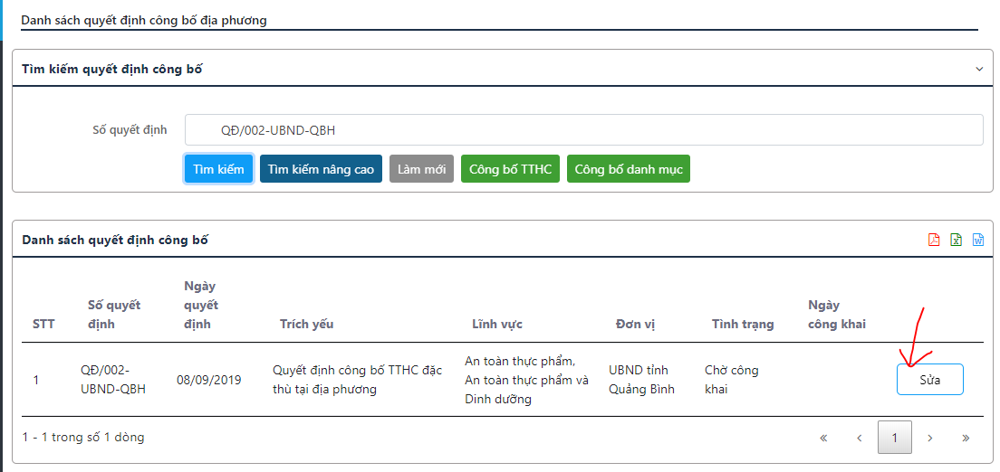 Danh sách quyết định công bố địa phương
Tìm kiếm quyết định công bố
Số quyết định QĐ/002-UBND-QBH
Tìm kiếm Tìm kiếm nâng cao Làm mới Công bố TTHC Công bố danh mục
Danh sách quyết định công bố
STT
Số quyết
định
Ngày
quyết
định
Trích yếu
Lĩnh vực
Đơn vị
Tình trạng
Ngày
công khai
1
QĐ/002-
UBND-QBH
08/09/2019
Quyết định công bố TTHC đặc
thù tại địa phương
An toàn thực phẩm,
An toàn thực phẩm và
Dinh dưỡng
UBND tỉnh
Quảng Bình
Chờ công
khai
Sửa
1 - 1 trong số 1 dòng
« ‹ 1 › »